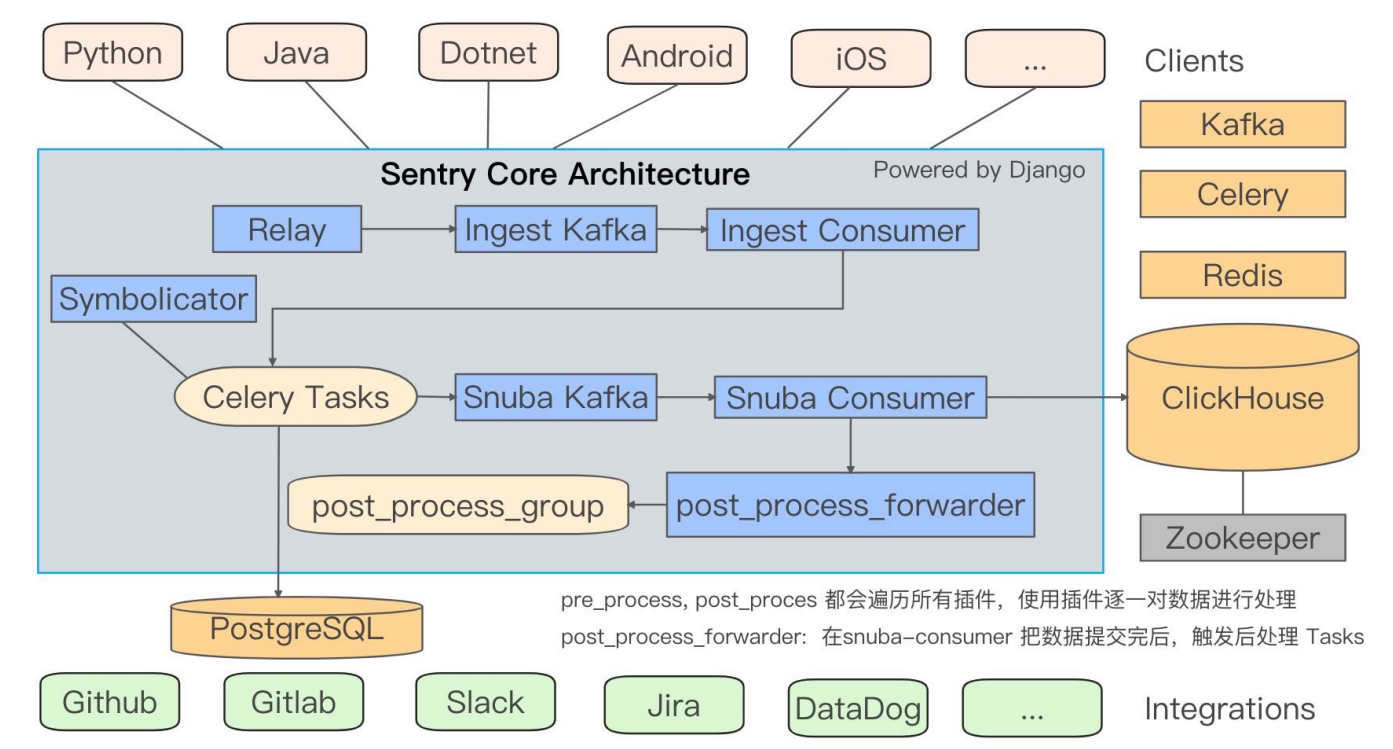 Python
Java
Dotnet
Android
iOS
...
Clients
Kafka
Sentry Core Architecture
Powered by Django
Celery
Relay
Ingest Kafka
Ingest Consumer
Redis
Symbolicator
Celery Tasks
Snuba Kafka
Snuba Consumer
ClickHouse
post_process_group
post_process_forwarder
Zookeeper
PostgreSQL
pre_process, post_proces 都会遍历所有插件，使用插件逐一对数据进行处理
post_process_forwarder: 在snuba-consumer 把数据提交完后，触发后处理 Tasks
Github
Gitlab
Slack
Jira
DataDog
...
Integrations